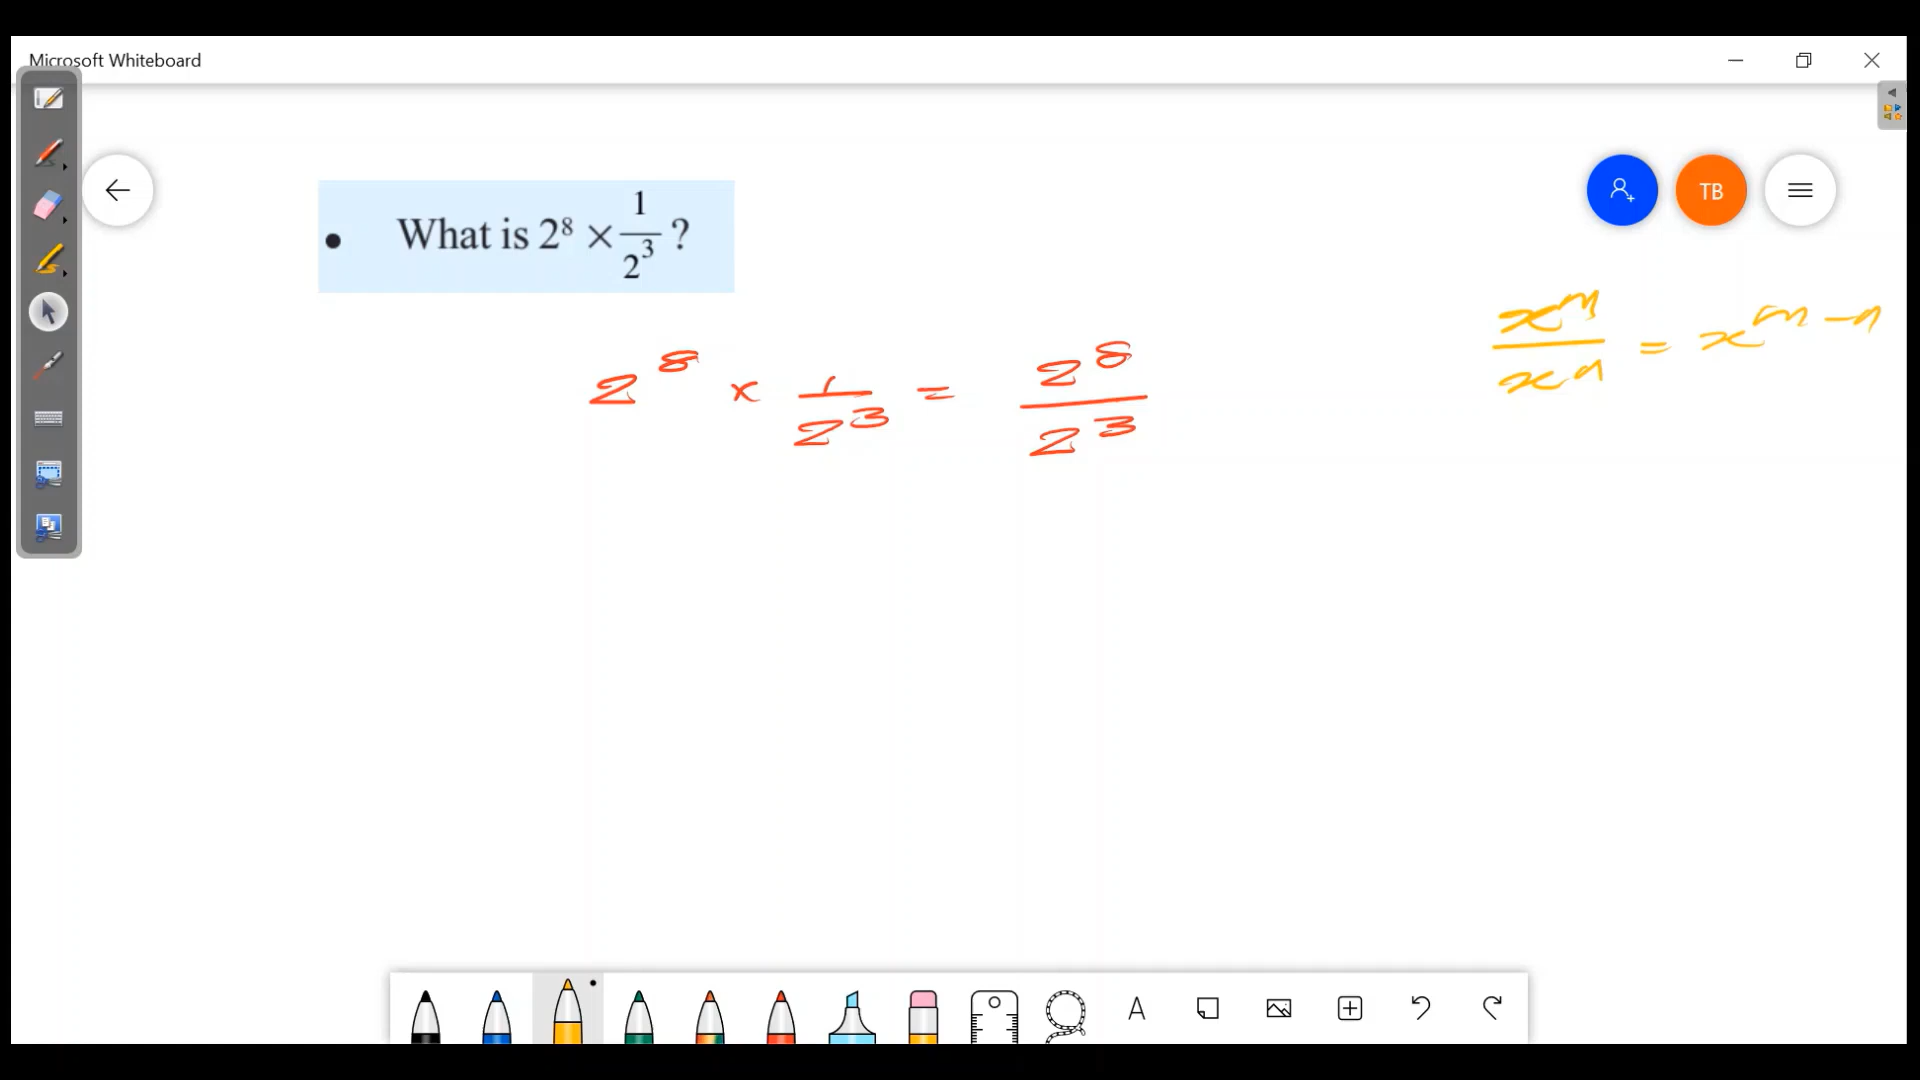 Microsoft Whiteboard
TB
• What is 2⁸ × 1/2³ ?
2⁸ × 1/2³ = 2⁸/2³
xᵐ/xⁿ = xᵐ⁻ⁿ
A